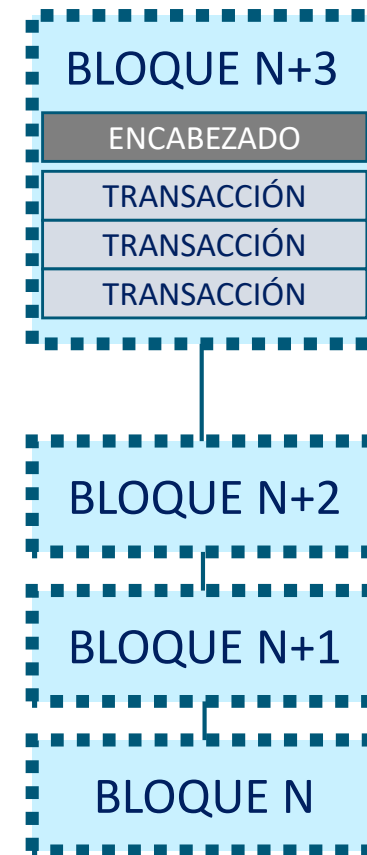 BLOQUE N+3
ENCABEZADO
TRANSACCIÓN
TRANSACCIÓN
TRANSACCIÓN
BLOQUE N+2
BLOQUE N+1
BLOQUE N